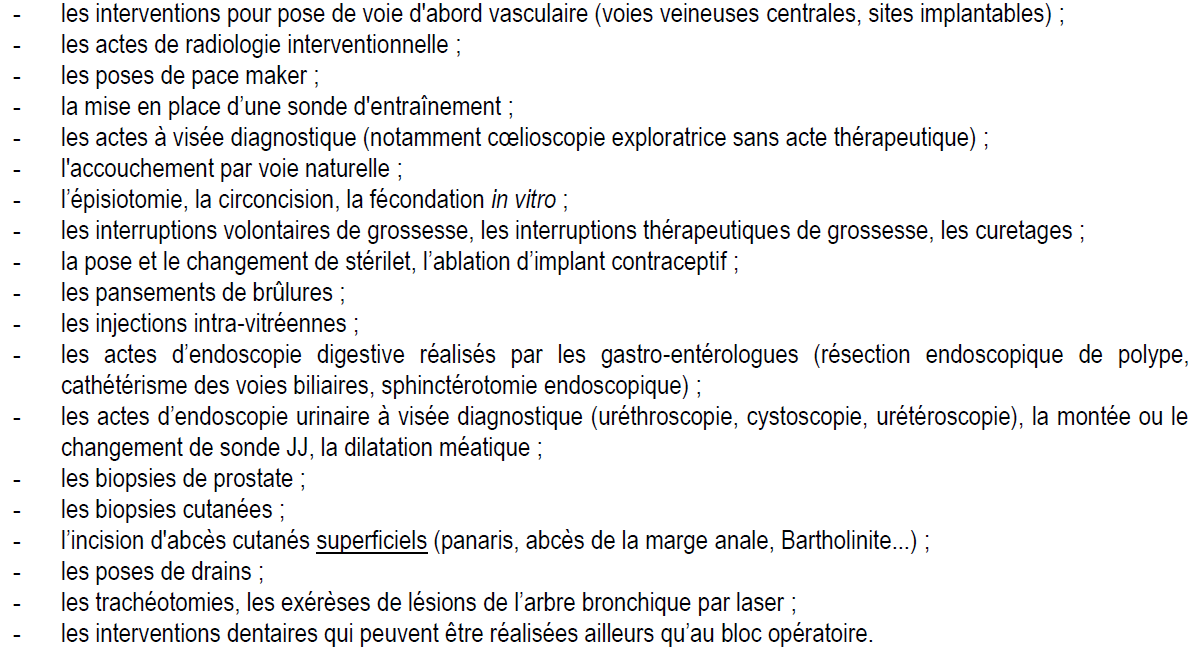 - les interventions pour pose de voie d'abord vasculaire (voies veineuses centrales, sites implantables) ;
- les actes de radiologie interventionnelle ;
- les poses de pace maker ;
- la mise en place d’une sonde d'entraînement ;
- les actes à visée diagnostique (notamment cœlioscopie exploratrice sans acte thérapeutique) ;
- l'accouchement par voie naturelle ;
- l’épisiotomie, la circoncision, la fécondation in vitro ;
- les interruptions volontaires de grossesse, les interruptions thérapeutiques de grossesse, les curetages ;
- la pose et le changement de stérilet, l’ablation d’implant contraceptif ;
- les pansements de brûlures ;
- les injections intra-vitréennes ;
- les actes d’endoscopie digestive réalisés par les gastro-entérologues (résection endoscopique de polype,
cathétérisme des voies biliaires, sphinctérotomie endoscopique) ;
- les actes d’endoscopie urinaire à visée diagnostique (uréthroscopie, cystoscopie, urétéroscopie), la montée ou le
changement de sonde JJ, la dilatation méatique ;
- les biopsies de prostate ;
- les biopsies cutanées ;
- l’incision d'abcès cutanés superficiels (panaris, abcès de la marge anale, Bartholinite...) ;
- les poses de drains ;
- les trachéotomies, les exérèses de lésions de l’arbre bronchique par laser ;
- les interventions dentaires qui peuvent être réalisées ailleurs qu’au bloc opératoire.